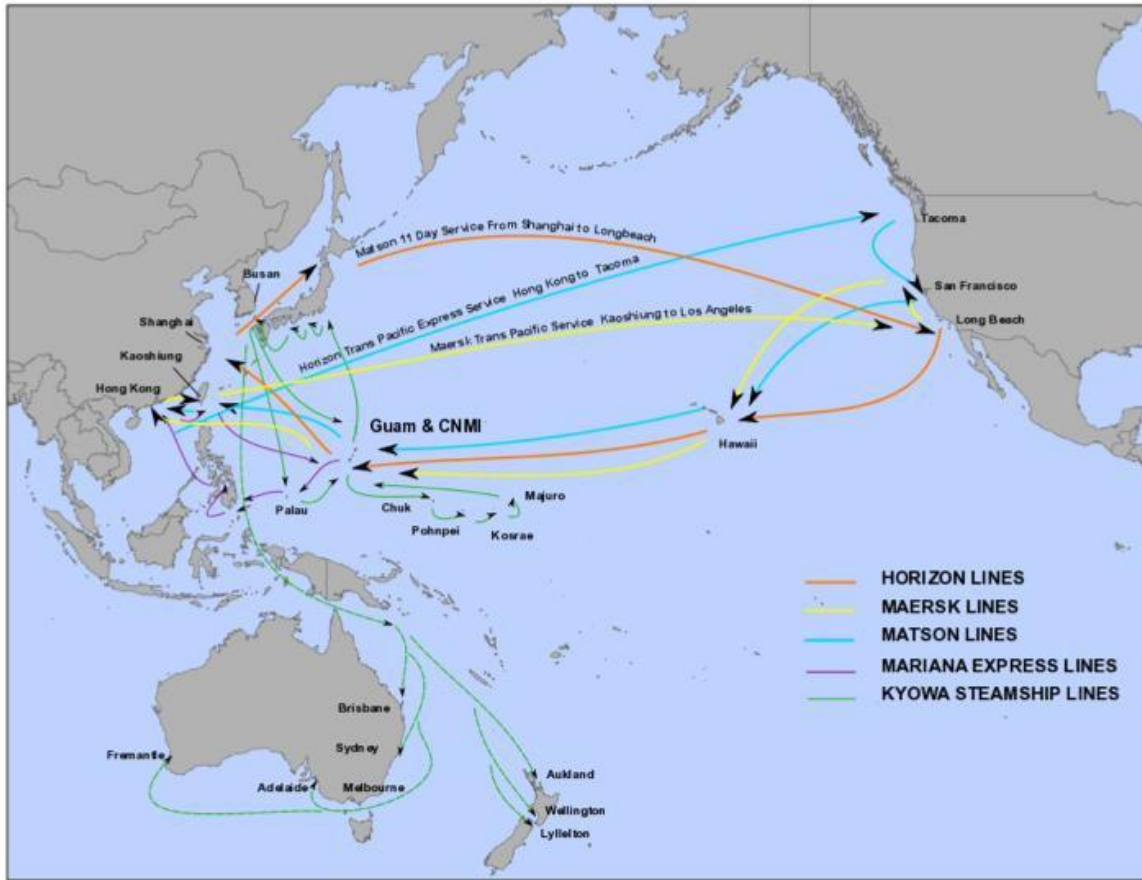 Tacoma
Matson 11 Day Service From Shanghai to Longbeach
Busan
San Francisco
Horizon Trans Pacific Express Service Hong Kong to Tacoma
Shanghai
Long Beach
Maersk Trans Pacific Service Kaoshiung to Los Angeles
Kaoshiung
Hong Kong
Guam & CNMI
Hawaii
Palau
Chuk
Majuro
Pohnpei
Kosrae
HORIZON LINES
MAERSK LINES
MATSON LINES
MARIANA EXPRESS LINES
KYOWA STEAMSHIP LINES
Brisbane
Sydney
Fremantle
Adelaide
Melbourne
Aukland
Wellington
Lyllelton